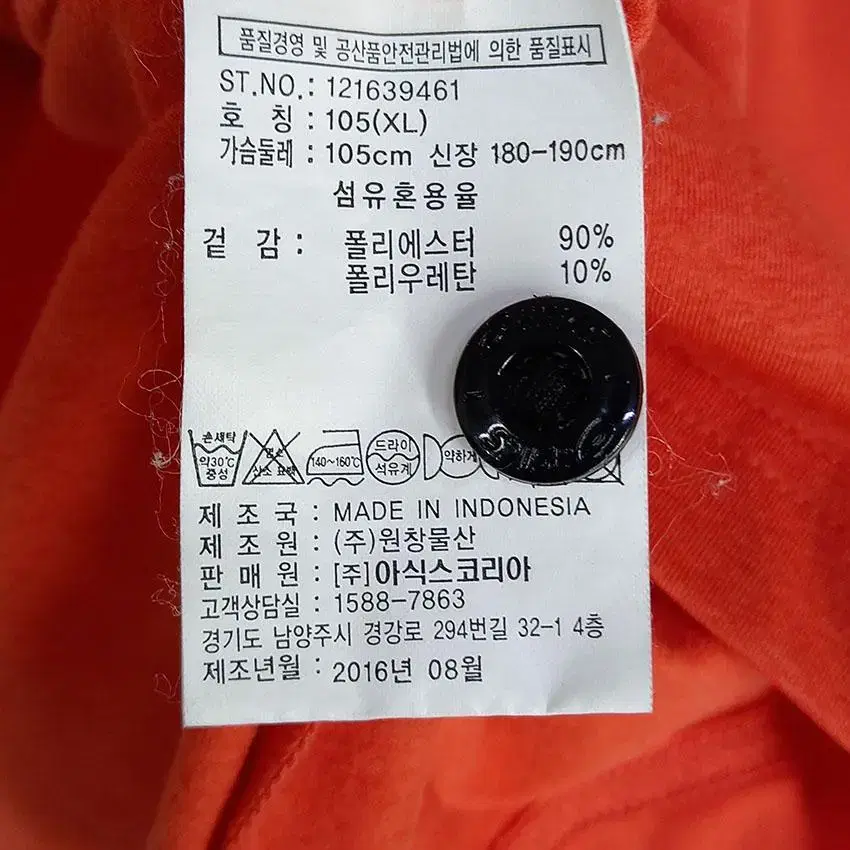 품질경영 및 공산품안전관리법에 의한 품질표시
ST.NO.: 121639461
호 칭 : 105(XL)
가슴둘레 : 105cm 신장 180-190cm
섬유혼용율
겉 감 : 폴리에스터 90%
폴리우레탄 10%
손세탁
약30℃
중성
염소
산소 표백
140~160℃
드라이
석유계
약하게
제 조 국 : MADE IN INDONESIA
제 조 원 : (주)원창물산
판 매 원 : [주]아식스코리아
고객상담실 : 1588-7863
경기도 남양주시 경강로 294번길 32-1 4층
제조년월 : 2016년 08월